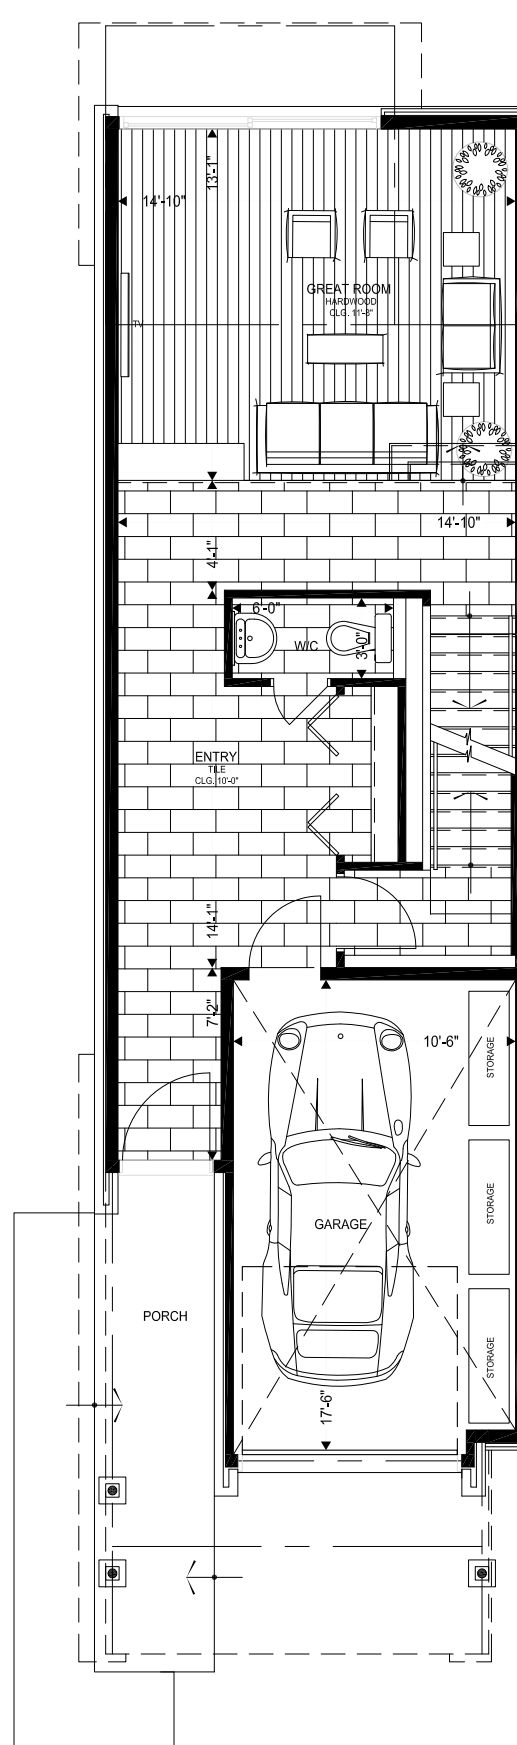 13'-1"
14'-10"
GREAT ROOM
HARDWOOD
CLG. 11'-8"
TV
14'-10"
4'-1"
6'-0"
W/C
3'-0"
ENTRY
TILE
CLG. 10'-0"
14'-1"
7'-2"
10'-6"
STORAGE
STORAGE
GARAGE
PORCH
STORAGE
17'-6"